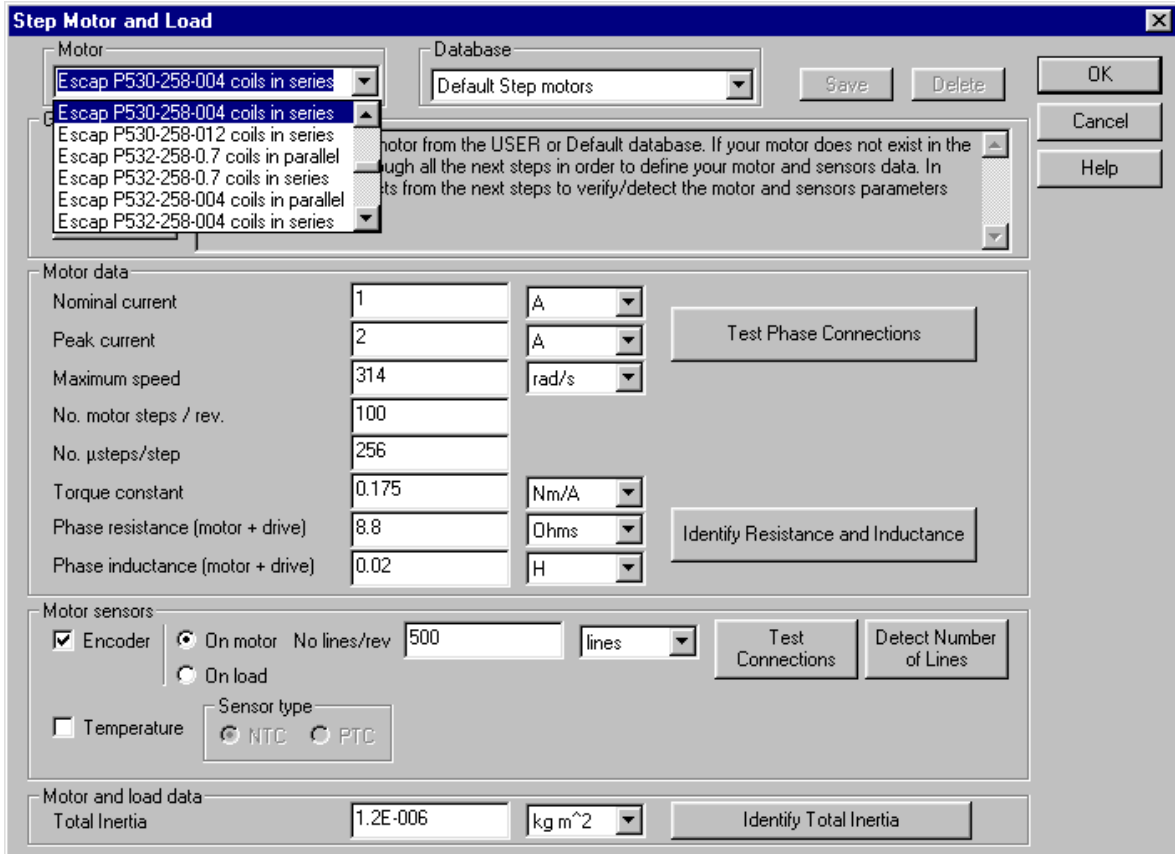 Step Motor and Load
Motor
Database
Escap P530-258-004 coils in series
Default Step motors
Save
Delete
OK
Cancel
Help
Escap P530-258-004 coils in series
Escap P530-258-012 coils in series
Escap P532-258-0.7 coils in parallel
Escap P532-258-0.7 coils in series
Escap P532-258-004 coils in parallel
Escap P532-258-004 coils in series
motor from the USER or Default database. If your motor does not exist in the
all the next steps in order to define your motor and sensors data. In
from the next steps to verify/detect the motor and sensors parameters
Motor data
Nominal current 1 A
Test Phase Connections
Peak current 2 A
Maximum speed 314 rad/s
No. motor steps / rev. 100
No. µsteps/step 256
Torque constant 0.175 Nm/A
Phase resistance (motor + drive) 8.8 Ohms
Identify Resistance and Inductance
Phase inductance (motor + drive) 0.02 H
Motor sensors
Encoder On motor No lines/rev 500 lines
Test Connections
Detect Number of Lines
On load
Temperature
Sensor type
NTC PTC
Motor and load data
Total Inertia 1.2E-006 kg m^2 Identify Total Inertia